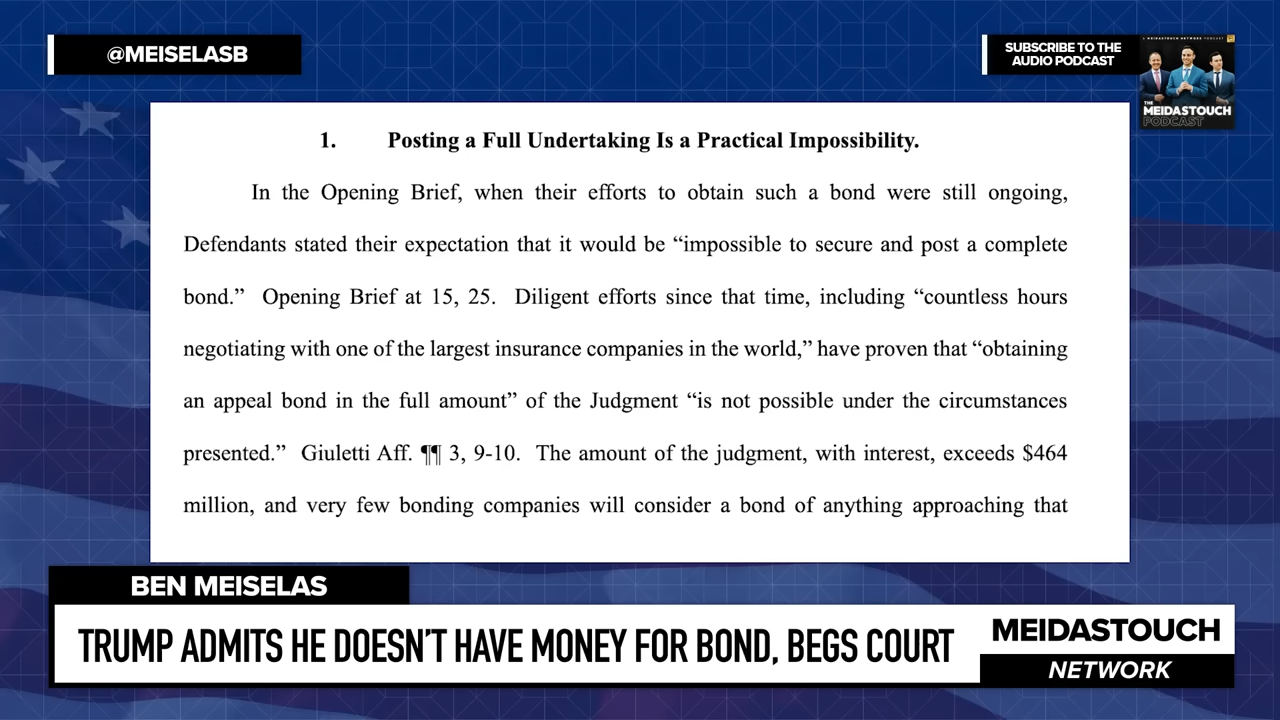 @MEISELASB
SUBSCRIBE TO THE
AUDIO PODCAST
THE
MEIDASTOUCH
PODCAST
1. Posting a Full Undertaking Is a Practical Impossibility.
In the Opening Brief, when their efforts to obtain such a bond were still ongoing,
Defendants stated their expectation that it would be “impossible to secure and post a complete
bond.” Opening Brief at 15, 25. Diligent efforts since that time, including “countless hours
negotiating with one of the largest insurance companies in the world,” have proven that “obtaining
an appeal bond in the full amount” of the Judgment “is not possible under the circumstances
presented.” Giuletti Aff. ¶¶ 3, 9-10. The amount of the judgment, with interest, exceeds $464
million, and very few bonding companies will consider a bond of anything approaching that
BEN MEISELAS
TRUMP ADMITS HE DOESN’T HAVE MONEY FOR BOND, BEGS COURT
MEIDASTOUCH
NETWORK